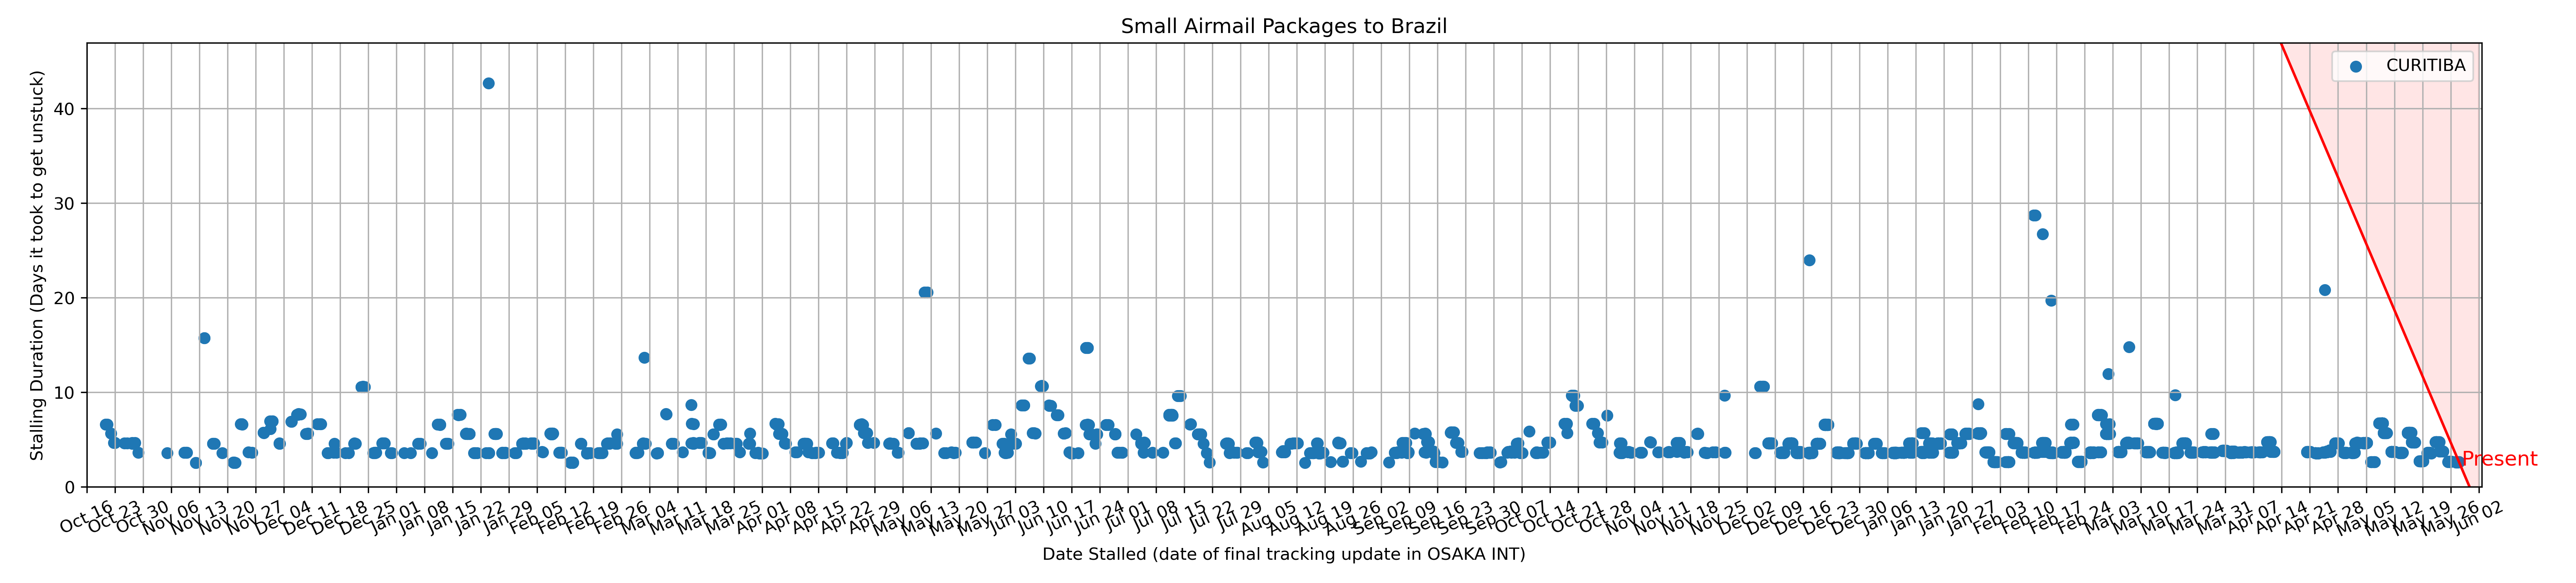 Small Airmail Packages to Brazil
CURITIBA
Stalling Duration (Days it took to get unstuck)
40
30
20
10
0
Present
Oct 16 Oct 23 Oct 30 Nov 06 Nov 13 Nov 20 Nov 27 Dec 04 Dec 11 Dec 18 Dec 25 Jan 01 Jan 08 Jan 15 Jan 22 Jan 29 Feb 05 Feb 12 Feb 19 Feb 26 Mar 04 Mar 11 Mar 18 Mar 25 Apr 01 Apr 08 Apr 15 Apr 22 Apr 29 May 06 May 13 May 20 May 27 Jun 03 Jun 10 Jun 17 Jun 24 Jul 01 Jul 08 Jul 15 Jul 22 Jul 29 Aug 05 Aug 12 Aug 19 Aug 26 Sep 02 Sep 09 Sep 16 Sep 23 Sep 30 Oct 07 Oct 14 Oct 21 Oct 28 Nov 04 Nov 11 Nov 18 Nov 25 Dec 02 Dec 09 Dec 16 Dec 23 Dec 30 Jan 06 Jan 13 Jan 20 Jan 27 Feb 03 Feb 10 Feb 17 Feb 24 Mar 03 Mar 10 Mar 17 Mar 24 Mar 31 Apr 07 Apr 14 Apr 21 Apr 28 May 05 May 12 May 19 May 26 Jun 02
Date Stalled (date of final tracking update in OSAKA INT)